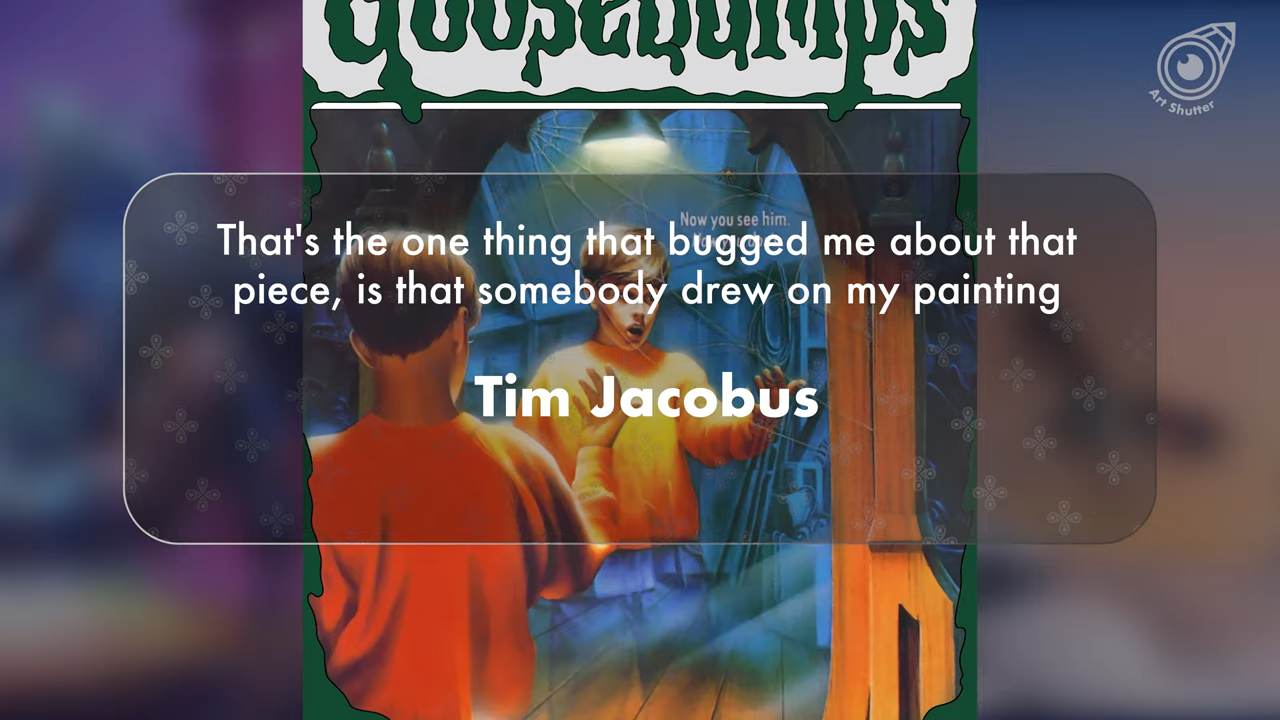 Goosebumps
Art Shutter
Now you see him.
That's the one thing that bugged me about that
piece, is that somebody drew on my painting
Tim Jacobus